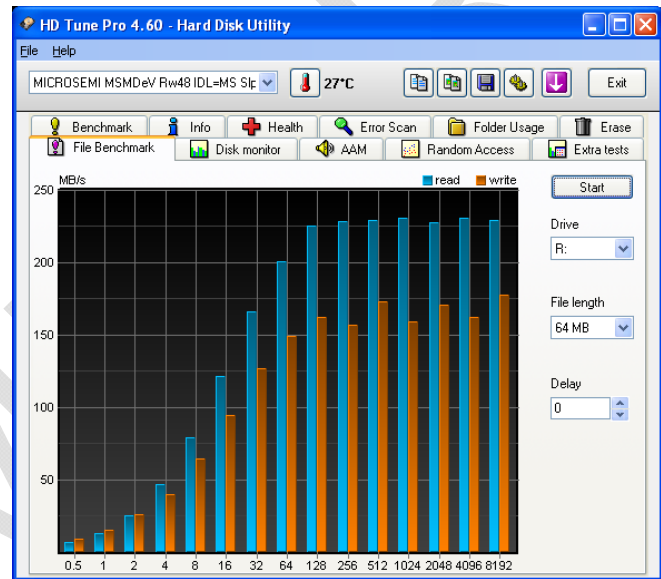 HD Tune Pro 4.60 - Hard Disk Utility
File Help
MICROSEMI MSMDeV Rw48 IDL=MS Slp 27°C Exit
Benchmark Info Health Error Scan Folder Usage Erase
File Benchmark Disk monitor AAM Random Access Extra tests
MB/s read write
Start
250
Drive
R:
200
File length
64 MB
150
Delay
0
100
50
0.5 1 2 4 8 16 32 64 128 256 512 1024 2048 4096 8192